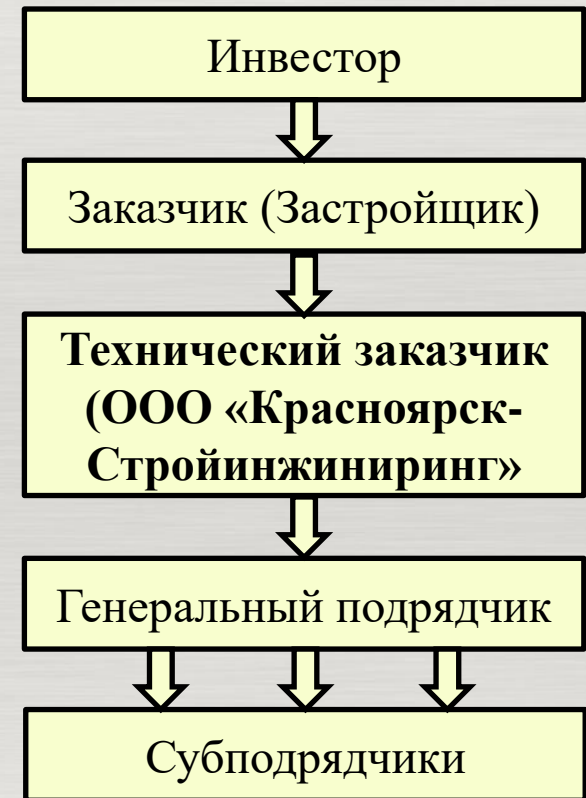 Инвестор
Заказчик (Застройщик)
Технический заказчик
(ООО «Красноярск-
Стройинжиниринг»
Генеральный подрядчик
Субподрядчики